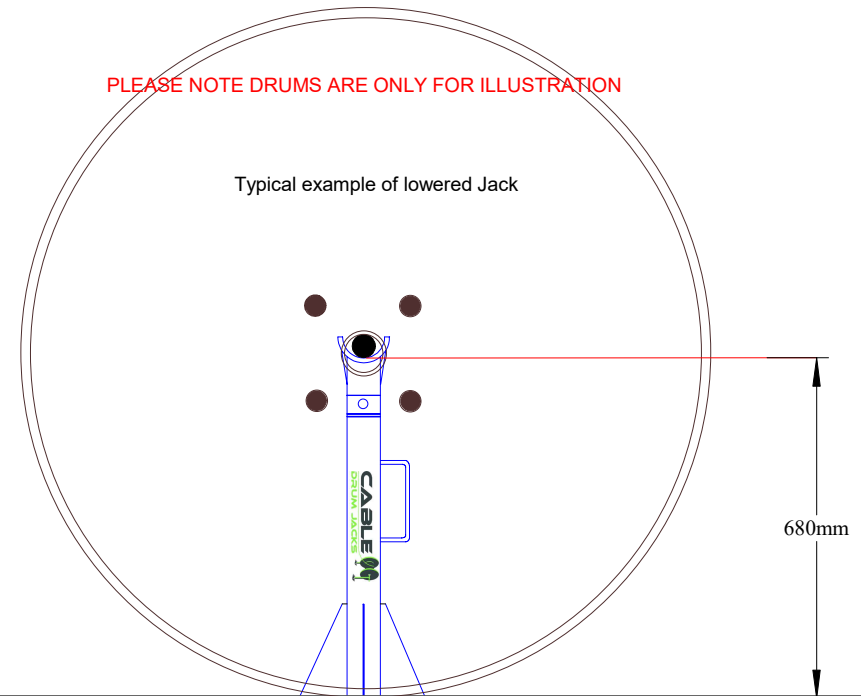 PLEASE NOTE DRUMS ARE ONLY FOR ILLUSTRATION
Typical example of lowered Jack
CABLE
DRUM JACKS
680mm